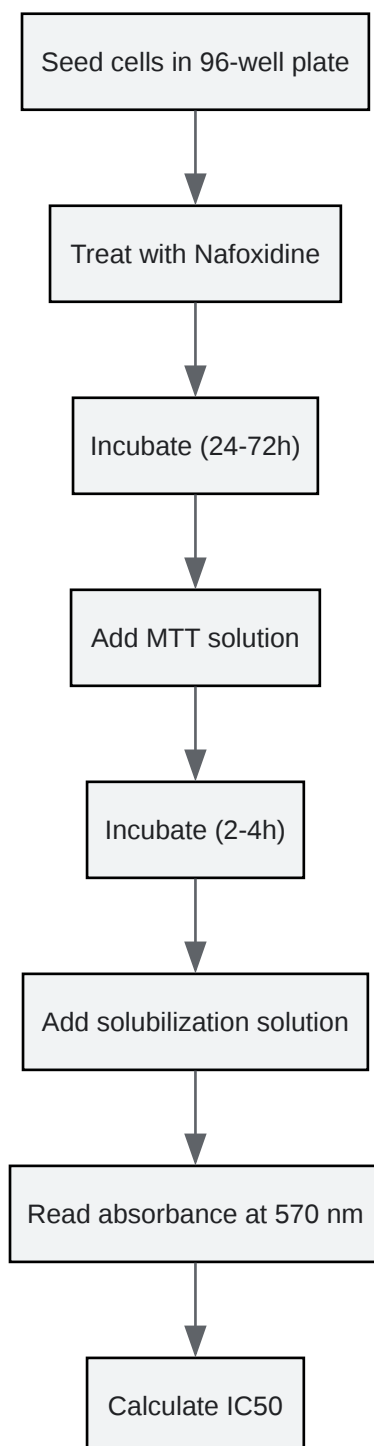 Seed cells in 96-well plate
Treat with Nafoxidine
Incubate (24-72h)
Add MTT solution
Incubate (2-4h)
Add solubilization solution
Read absorbance at 570 nm
Calculate IC50